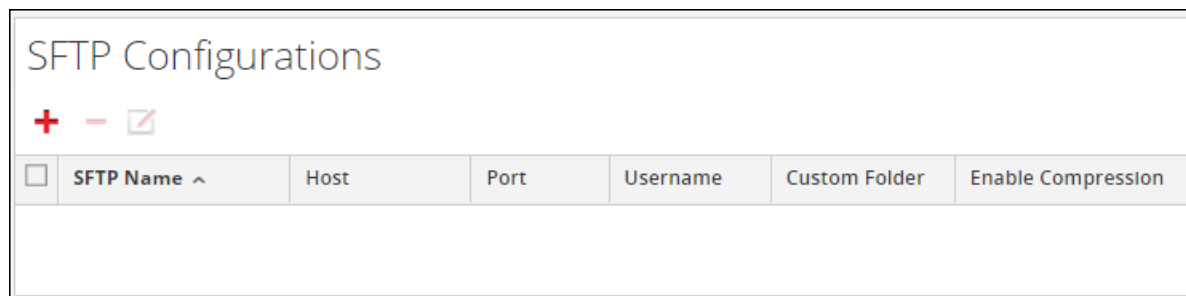 SFTP Configurations
SFTP Name Host Port Username Custom Folder Enable Compression